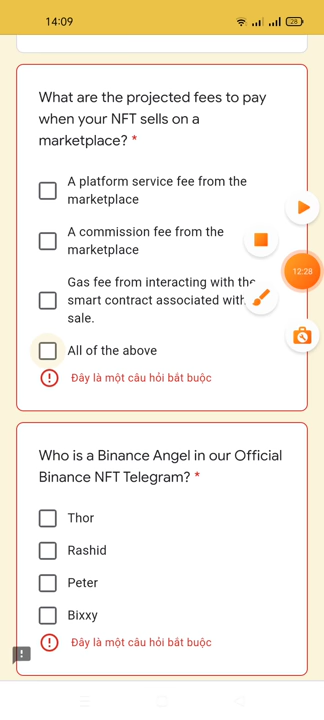 14:09
28
What are the projected fees to pay
when your NFT sells on a
marketplace? *
A platform service fee from the
marketplace
A commission fee from the
marketplace
Gas fee from interacting with the
smart contract associated with
sale.
12:28
All of the above
Đây là một câu hỏi bắt buộc
Who is a Binance Angel in our Official
Binance NFT Telegram? *
Thor
Rashid
Peter
Bixxy
Đây là một câu hỏi bắt buộc